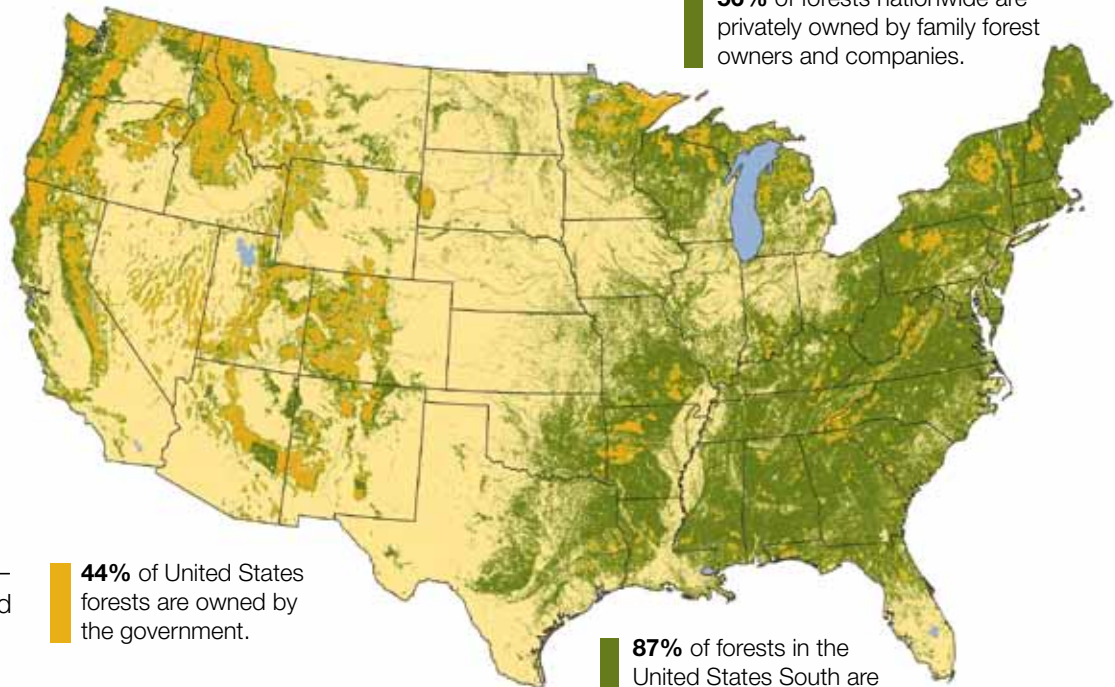 56% of forests nationwide are
privately owned by family forest
owners and companies.
44% of United States
forests are owned by
the government.
87% of forests in the
United States South are